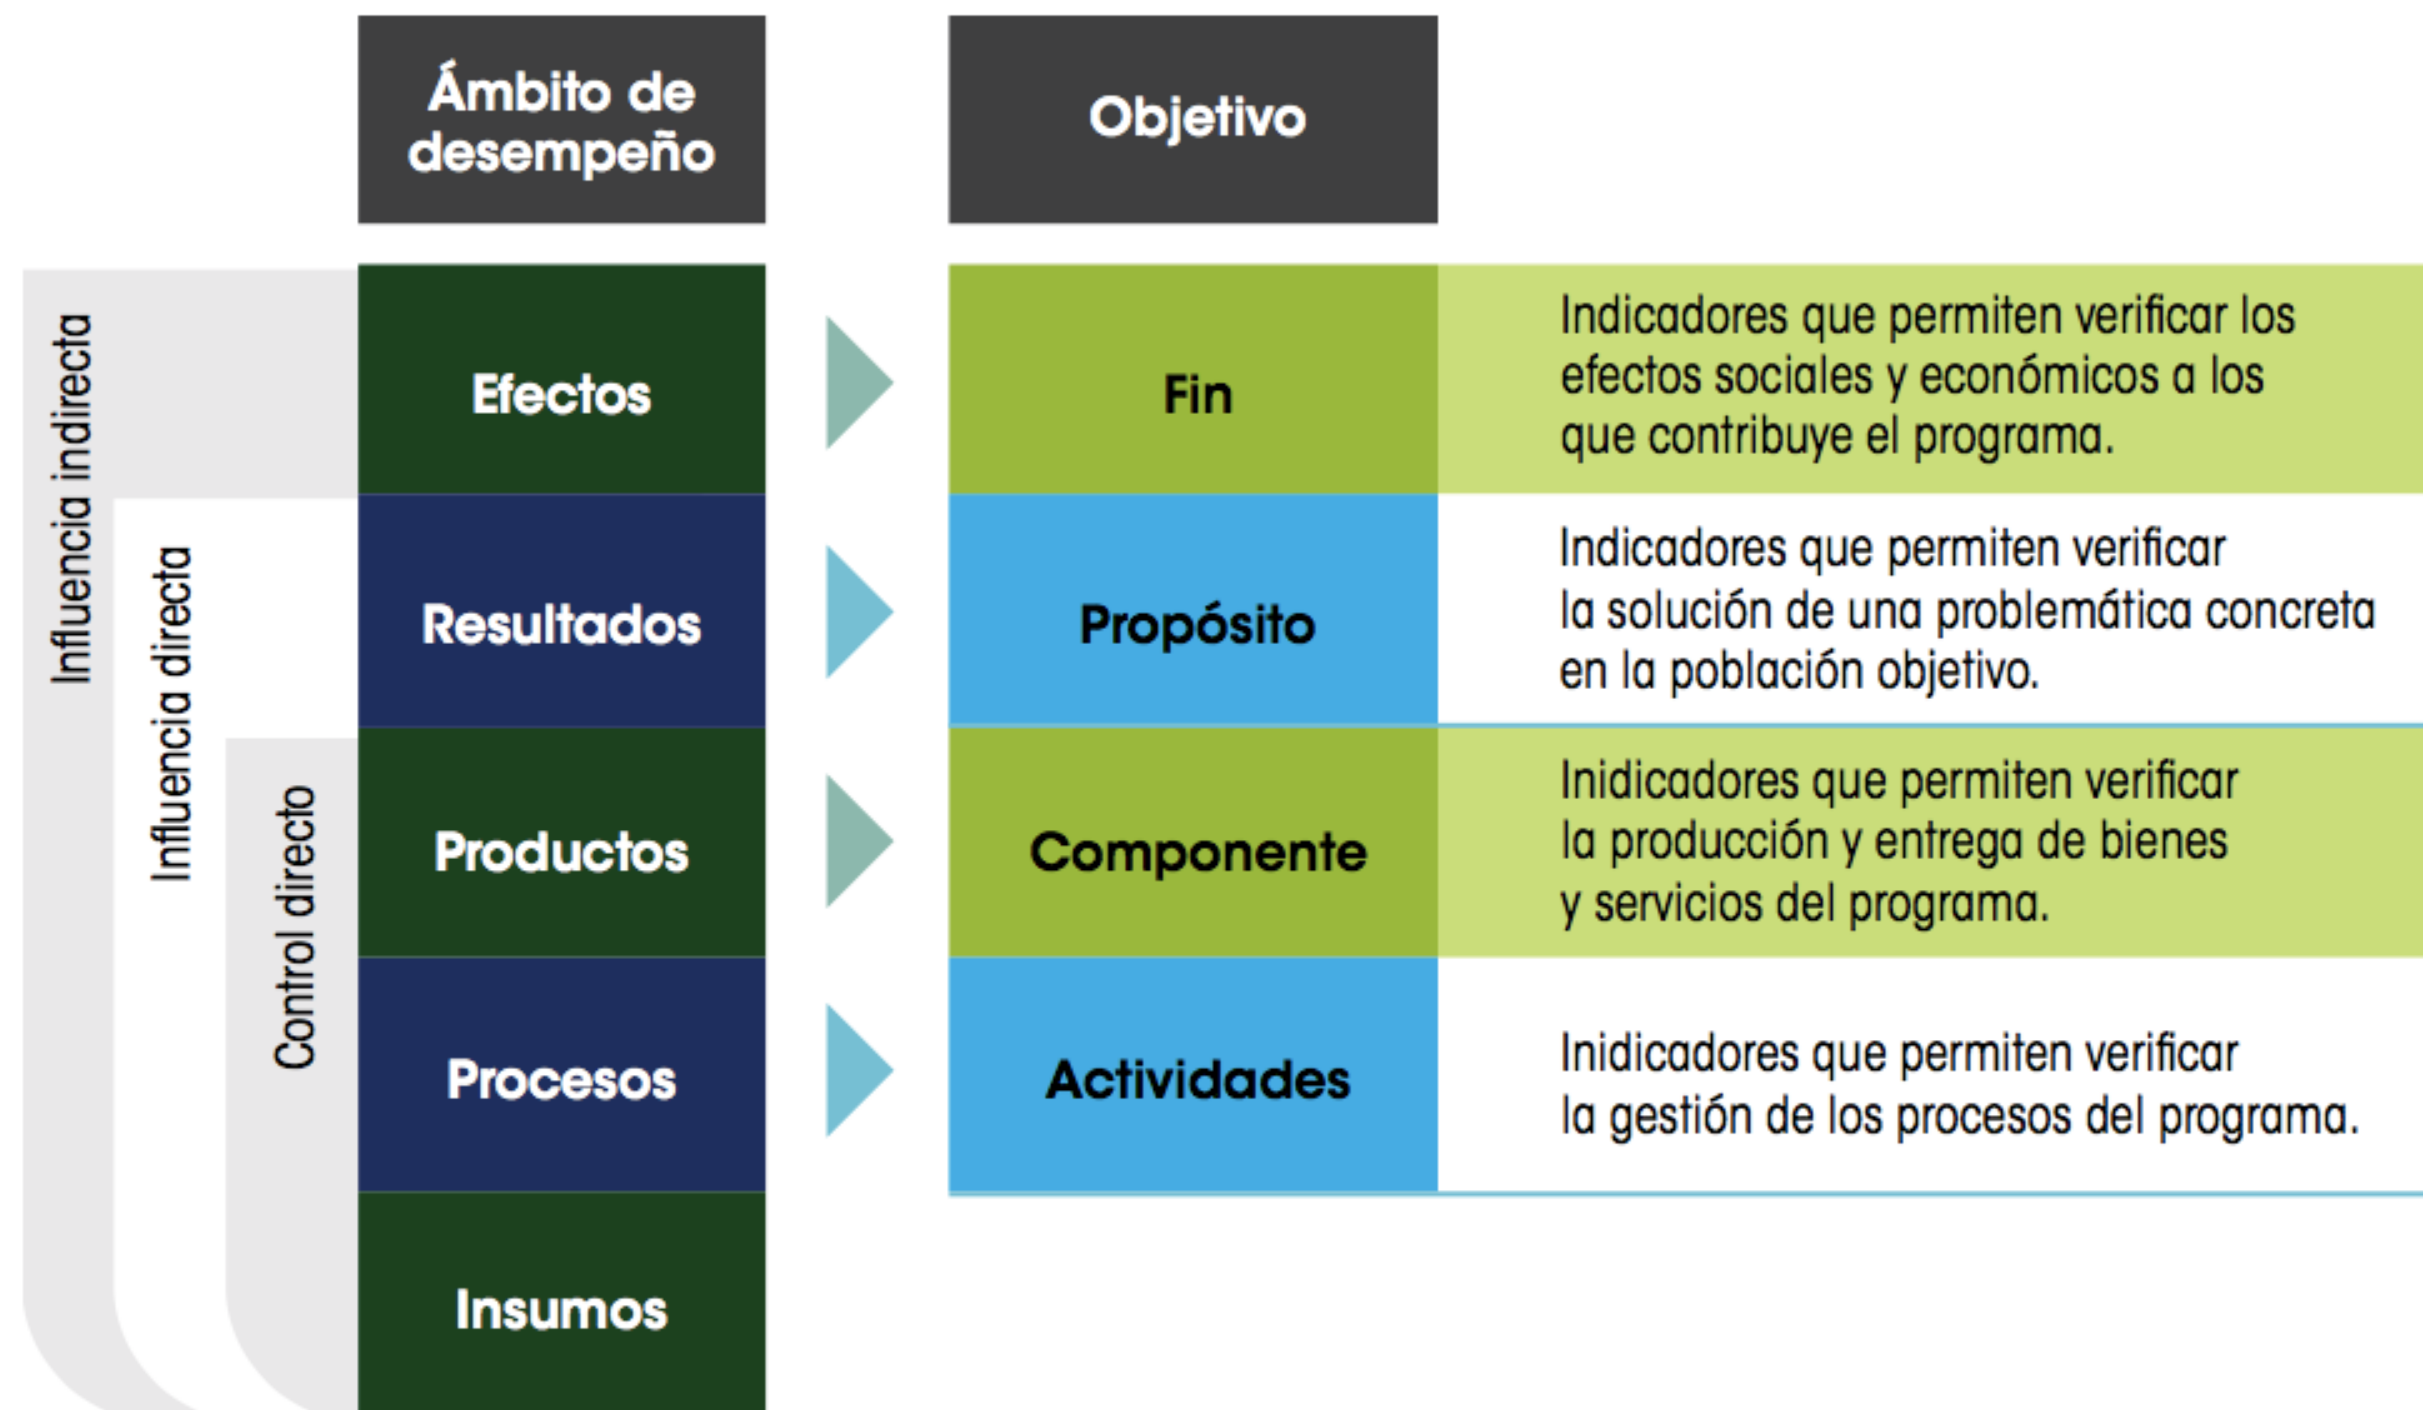 Ámbito de
desempeño
Objetivo
Influencia indirecta
Influencia directa
Control directo
Efectos
Fin
Indicadores que permiten verificar los
efectos sociales y económicos a los
que contribuye el programa.
Resultados
Propósito
Indicadores que permiten verificar
la solución de una problemática concreta
en la población objetivo.
Productos
Componente
Inidicadores que permiten verificar
la producción y entrega de bienes
y servicios del programa.
Procesos
Actividades
Inidicadores que permiten verificar
la gestión de los procesos del programa.
Insumos